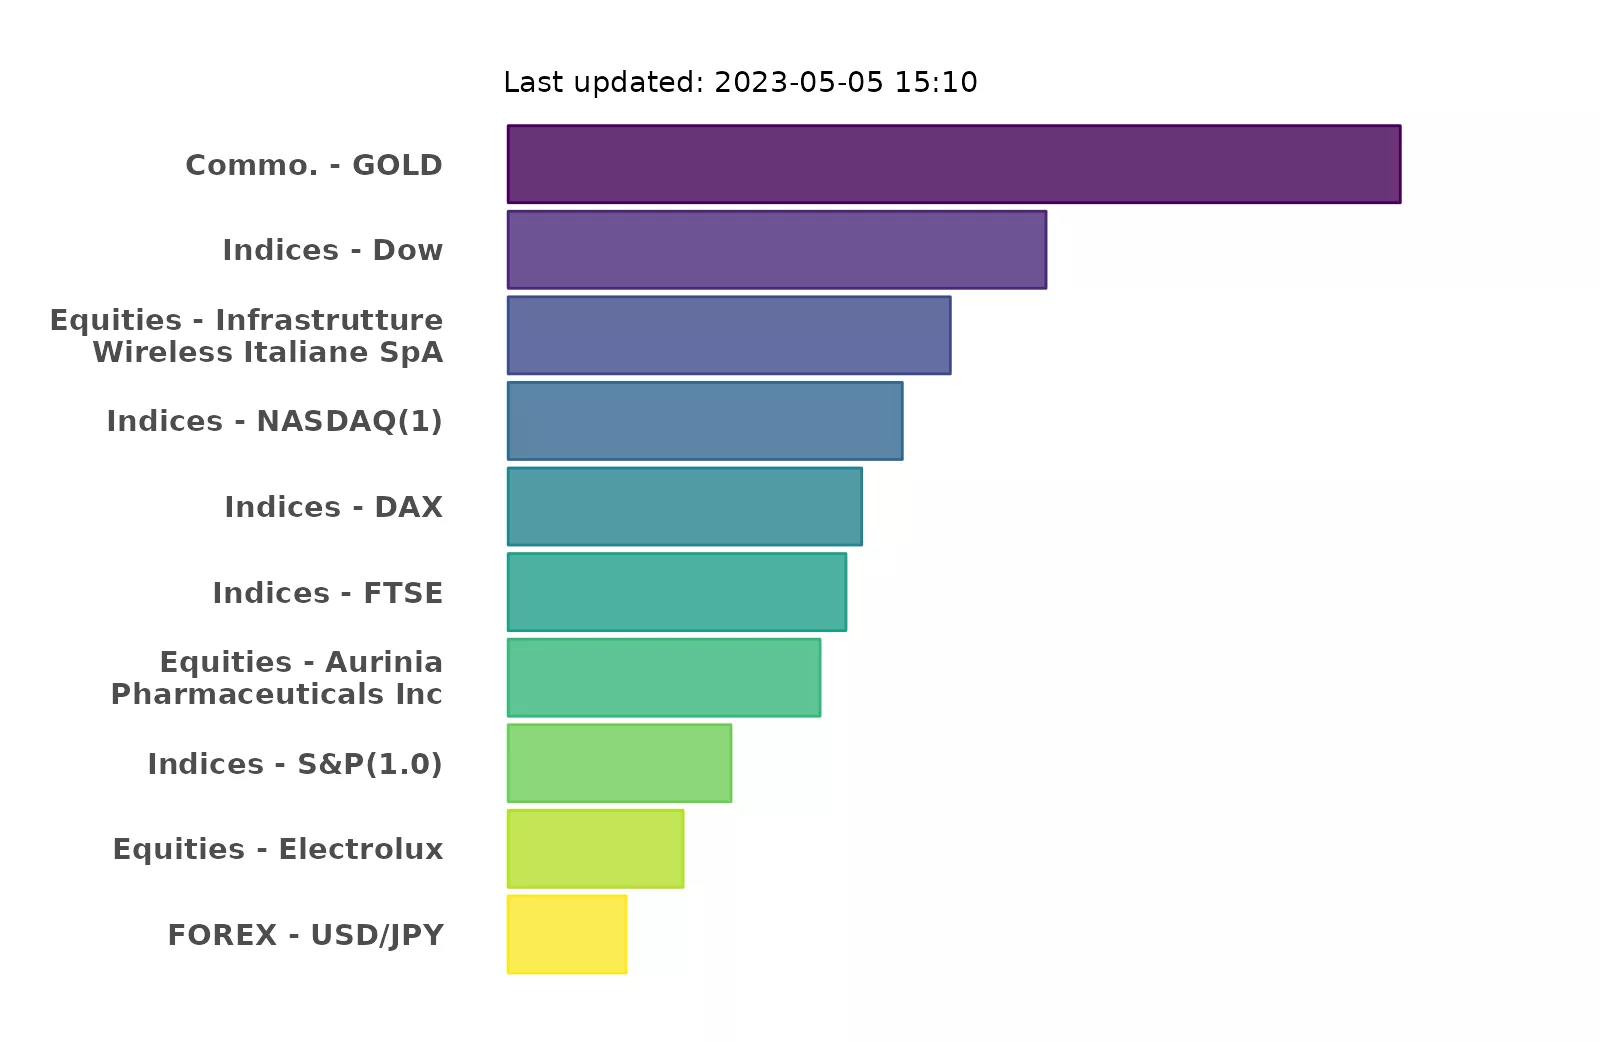 Last updated: 2023-05-05 15:10
Commo. - GOLD
Indices - Dow
Equities - Infrastrutture
Wireless Italiane SpA
Indices - NASDAQ(1)
Indices - DAX
Indices - FTSE
Equities - Aurinia
Pharmaceuticals Inc
Indices - S&P(1.0)
Equities - Electrolux
FOREX - USD/JPY